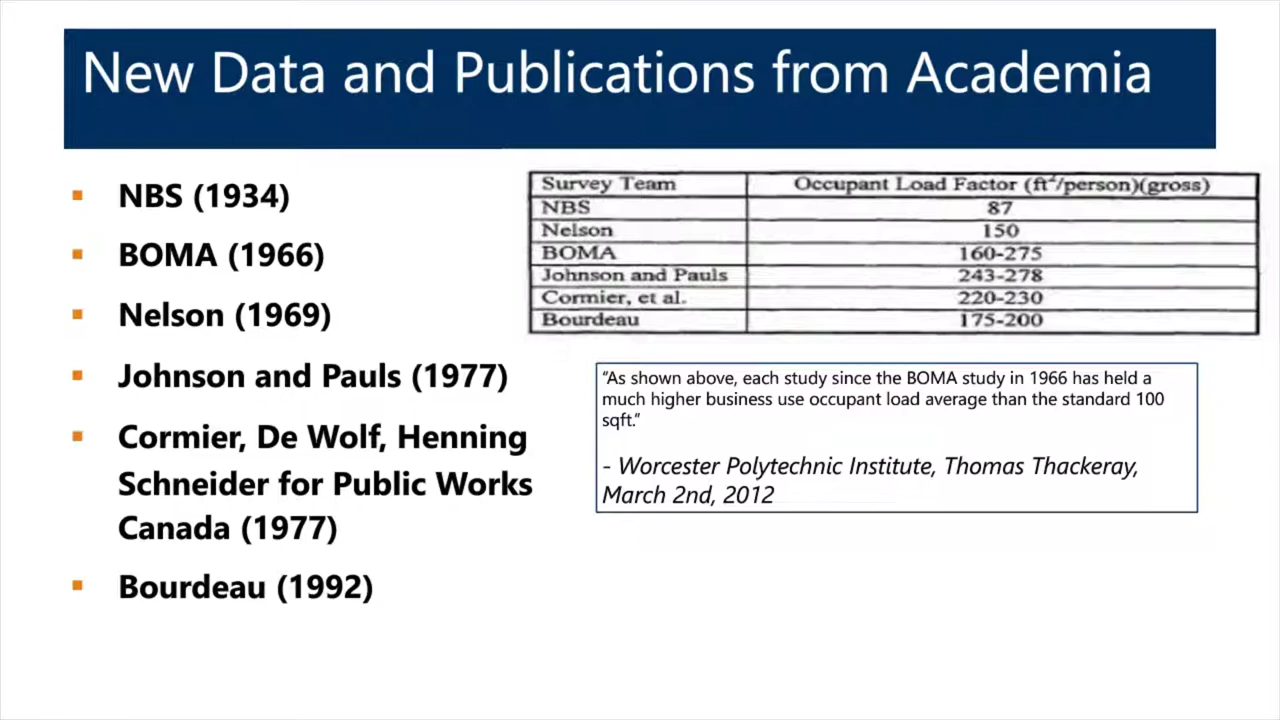 New Data and Publications from Academia
▪ NBS (1934)
▪ BOMA (1966)
▪ Nelson (1969)
▪ Johnson and Pauls (1977)
▪ Cormier, De Wolf, Henning
Schneider for Public Works
Canada (1977)
▪ Bourdeau (1992)
Survey Team Occupant Load Factor (ft²/person)(gross)
NBS 87
Nelson 150
BOMA 160-275
Johnson and Pauls 243-278
Cormier, et al. 220-230
Bourdeau 175-200
“As shown above, each study since the BOMA study in 1966 has held a
much higher business use occupant load average than the standard 100
sqft.”
- Worcester Polytechnic Institute, Thomas Thackeray,
March 2nd, 2012